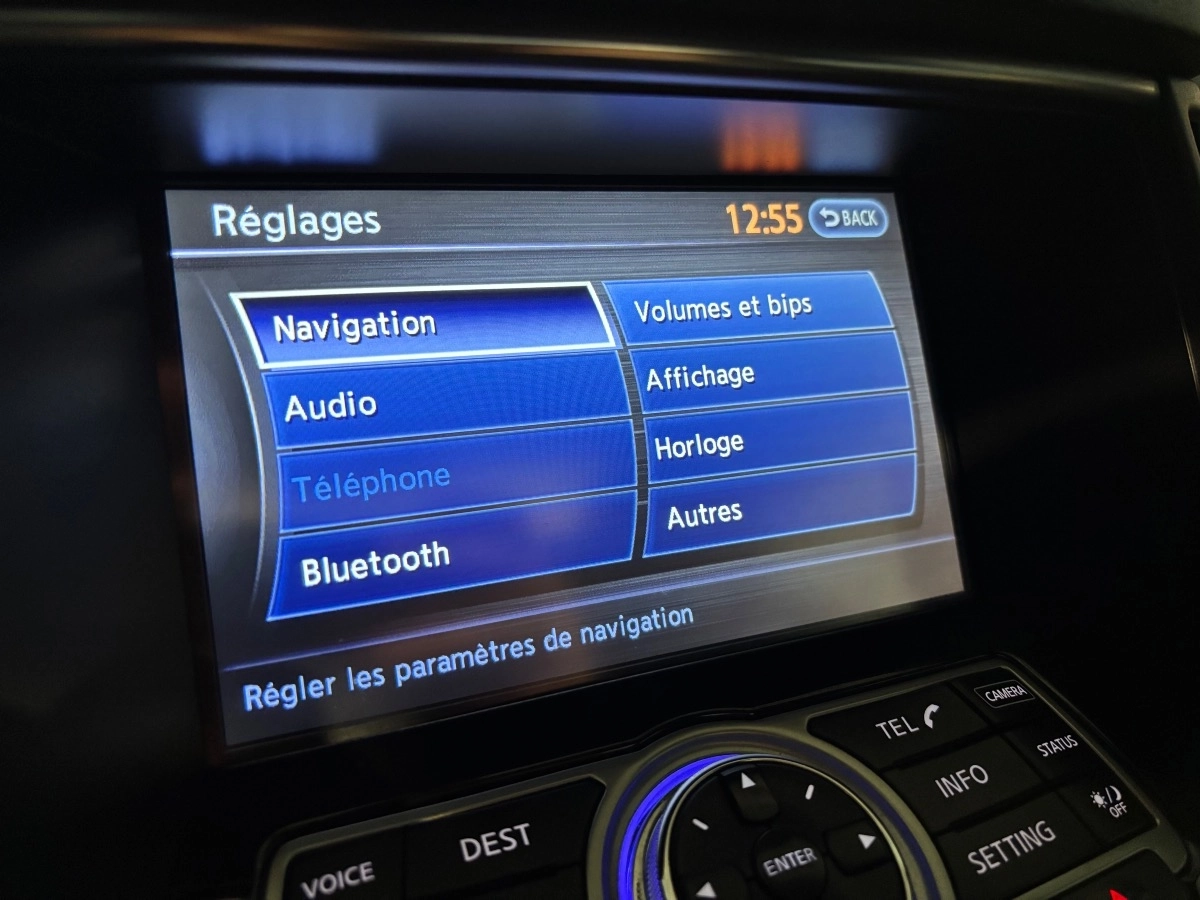 Réglages
12:55
BACK
Navigation
Volumes et bips
Audio
Affichage
Téléphone
Horloge
Bluetooth
Autres
Régler les paramètres de navigation
CAMERA
TEL
STATUS
INFO
OFF
SETTING
DEST
VOICE
ENTER